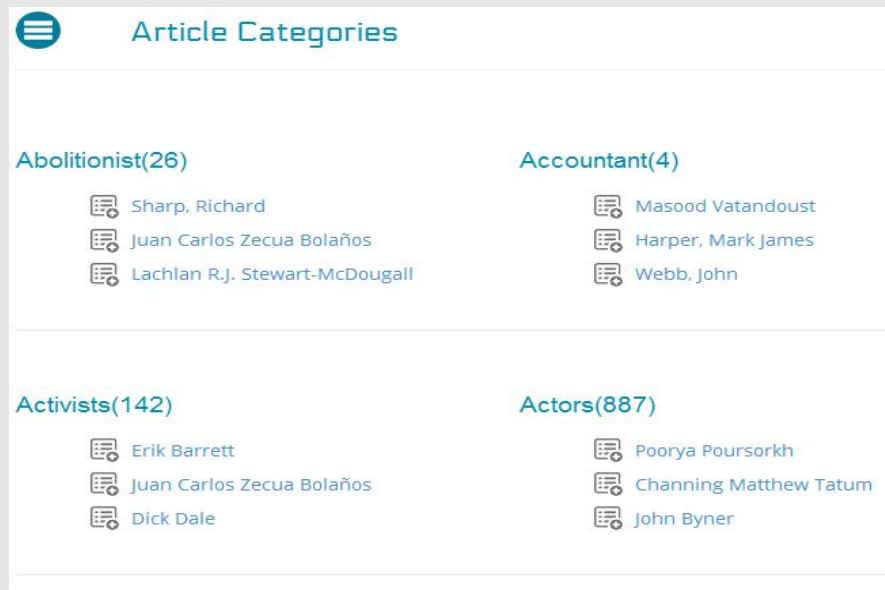 Article Categories
Abolitionist(26)
Sharp, Richard
Juan Carlos Zecua Bolaños
Lachlan R.J. Stewart-McDougall
Accountant(4)
Masood Vatandoust
Harper, Mark James
Webb, John
Activists(142)
Erik Barrett
Juan Carlos Zecua Bolaños
Dick Dale
Actors(887)
Poorya Poursorkh
Channing Matthew Tatum
John Byner